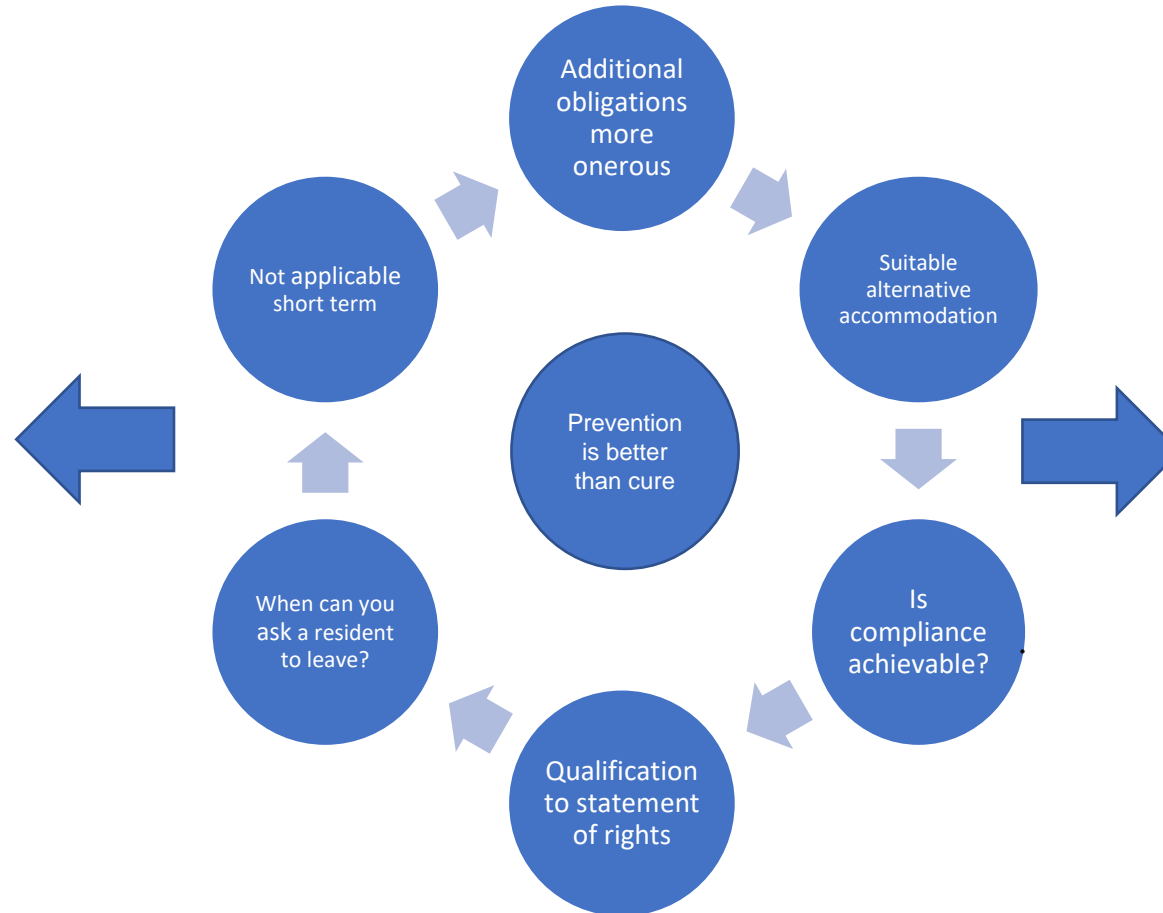 Additional
obligations
more
onerous
Suitable
alternative
accommodation
Is
compliance
achievable?
Qualification
to statement
of rights
When can you
ask a resident
to leave?
Not applicable
short term
Prevention
is better
than cure